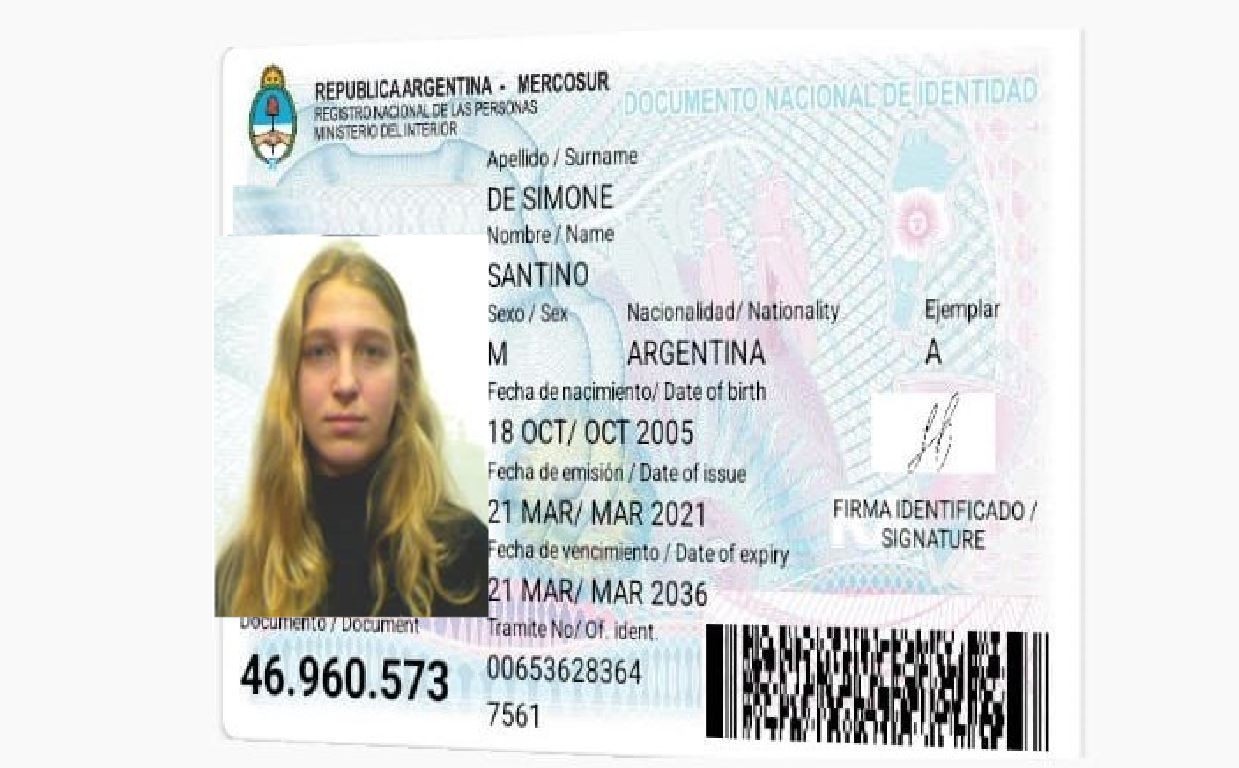 REPUBLICA ARGENTINA - MERCOSUR
REGISTRO NACIONAL DE LAS PERSONAS
MINISTERIO DEL INTERIOR
DOCUMENTO NACIONAL DE IDENTIDAD
Apellido / Surname
DE SIMONE
Nombre / Name
SANTINO
Sexo / Sex Nacionalidad/ Nationality Ejemplar
M ARGENTINA A
Fecha de nacimiento/ Date of birth
18 OCT/ OCT 2005
Fecha de emisión / Date of issue
21 MAR/ MAR 2021
Fecha de vencimiento / Date of expiry
21 MAR/ MAR 2036
FIRMA IDENTIFICADO /
SIGNATURE
Documento / Document
46.960.573
Tramite No/ Of. ident.
00653628364
7561